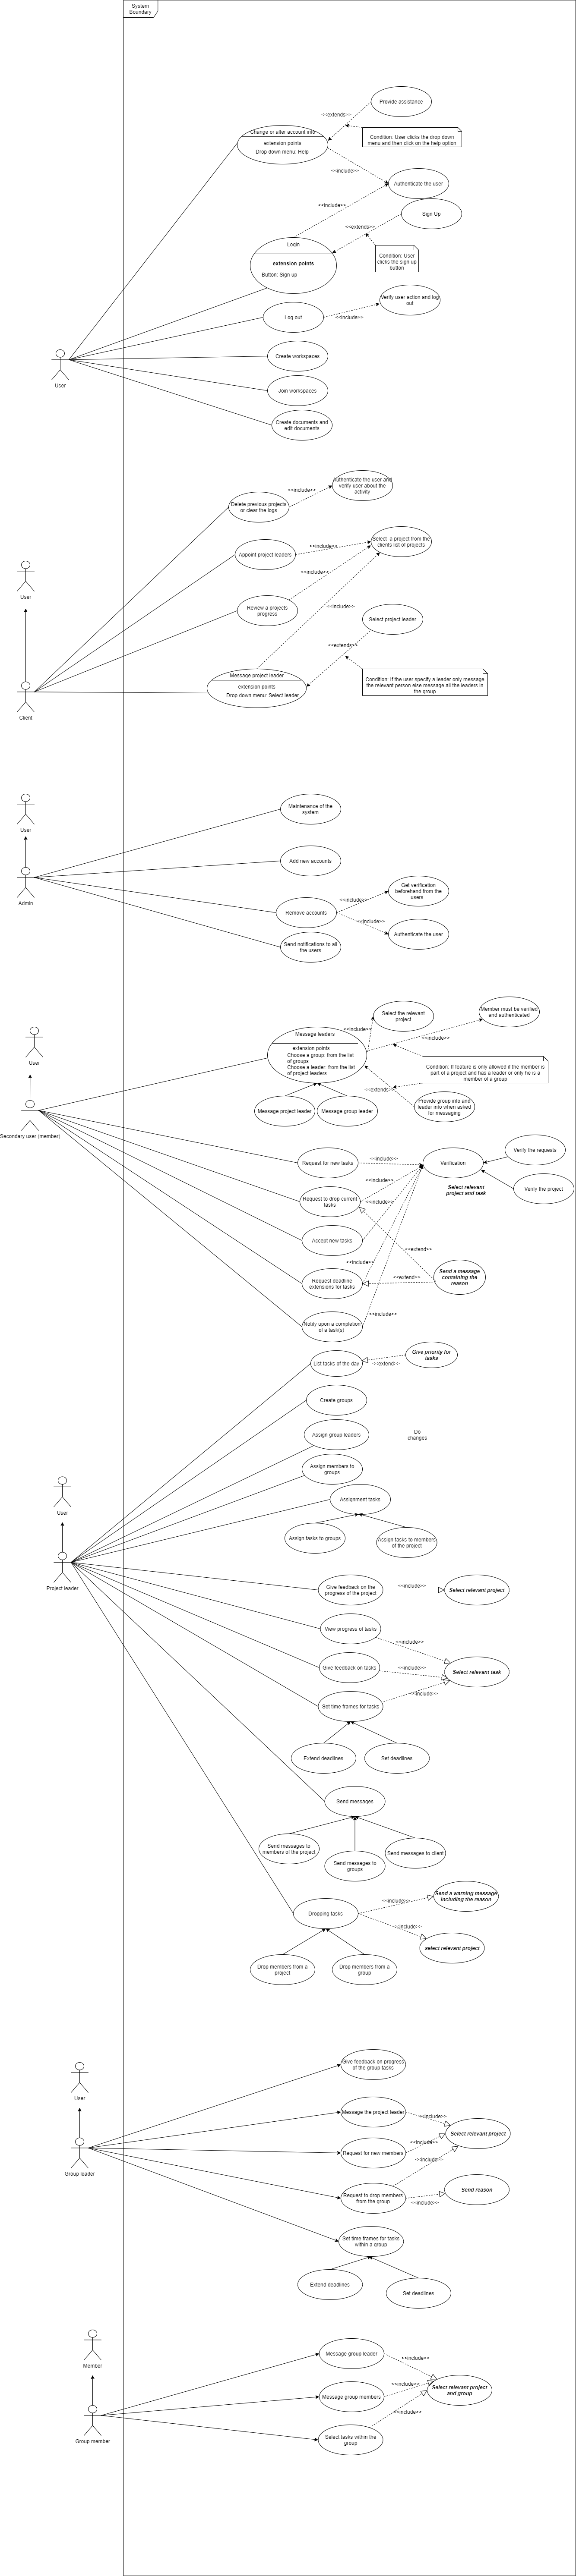 System
Boundary
Provide assistance
<<extends>>
Change or alter account info
extension points
Drop down menu: Help
Condition: User clicks the drop down
menu and then click on the help option
<<include>>
Authenticate the user
<<include>>
Sign Up
<<extends>>
Login
extension points
Button: Sign up
Condition: User
clicks the sign up
button
Verify user action and log
out
Log out
<<include>>
Create workspaces
User
Join workspaces
Create documents and
edit documents
Authenticate the user and
verify user about the
activity
<<include>>
Delete previous projects
or clear the logs
Select  a project from the
clients list of projects
<<include>>
Appoint project leaders
<<include>>
User
Review a projects
progress
<<include>>
Select project leader
<<extends>>
Message project leader
extension points
Drop down menu: Select leader
Condition: If the user specify a leader only message
the relevant person else message all the leaders in
the group
Client
Maintenance of the
system
User
Add new accounts
Get verification
beforehand from the
users
<<include>>
Admin
Remove accounts
<<include>>
Authenticate the user
Send notifications to all
the users
Member must be verified
and authenticated
Select the relevant
project
<<include>>
<<include>>
Message leaders
extension points
Choose a group: from the list
of groups
Choose a leader: from the list
of project leaders
User
Condition: If feature is only allowed if the member is
part of a project and has a leader or only he is a
member of a group
<<extends>>
Provide group info and
leader info when asked
for messaging
Message project leader
Message group leader
Secondary user (member)
Verify the requests
Request for new tasks
<<include>>
Verification
<<include>>
Select relevant
project and task
Verify the project
Request to drop current
tasks
<<include>>
Accept new tasks
<<extend>>
<<include>>
Send a message
containing the
reason
<<extend>>
Request deadline
extensions for tasks
<<include>>
Notify upon a completion
of a task(s)
Give priority for
tasks
List tasks of the day
<<extend>>
Create groups
Assign group leaders
Do
changes
Assign members to
groups
Assignment tasks
User
Assign tasks to groups
Assign tasks to members
of the project
Project leader
Give feedback on the
progress of the project
<<include>>
Select relevant project
View progress of tasks
<<include>>
Give feedback on tasks
<<include>>
Select relevant task
<<include>>
Set time frames for tasks
Extend deadlines
Set deadlines
Send messages
Send messages to
members of the project
Send messages to
groups
Send messages to client
Send a warning message
including the reason
<<include>>
Dropping tasks
<<include>>
select relevant project
Drop members from a
project
Drop members from a
group
Give feedback on progress
of the group tasks
User
Message the project leader
<<include>>
Select relevant project
<<include>>
Request for new members
<<include>>
Group leader
Request to drop members
from the group
<<include>>
Send reason
Set time frames for tasks
within a group
Extend deadlines
Set deadlines
Member
Message group leader
<<include>>
Select relevant project
and group
<<include>>
Message group members
<<include>>
Group member
Select tasks within the
group